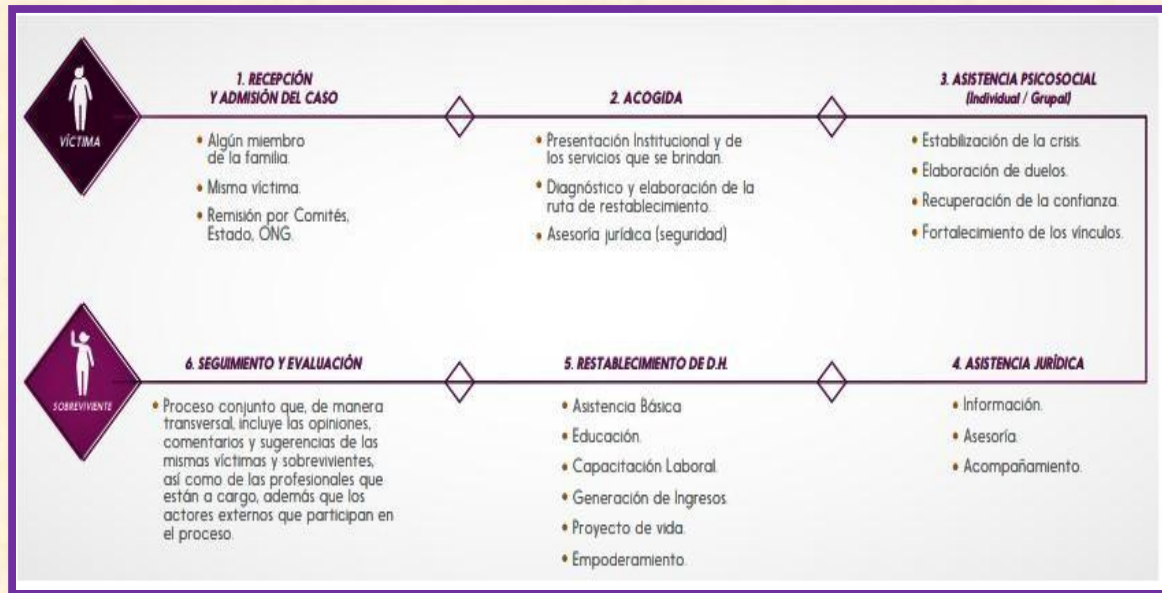 VÍCTIMA
1. RECEPCIÓN
Y ADMISIÓN DEL CASO
• Algún miembro
de la familia.
• Misma víctima.
• Remisión por Comités,
Estado, ONG.
2. ACOGIDA
• Presentación Institucional y de
los servicios que se brindan.
• Diagnóstico y elaboración de la
ruta de restablecimiento.
• Asesoría jurídica (seguridad)
3. ASISTENCIA PSICOSOCIAL
(Individual / Grupal)
• Estabilización de la crisis.
• Elaboración de duelos.
• Recuperación de la confianza.
• Fortalecimiento de los vínculos.
4. ASISTENCIA JURÍDICA
• Información.
• Asesoría.
• Acompañamiento.
5. RESTABLECIMIENTO DE D.H.
• Asistencia Básica
• Educación.
• Capacitación Laboral.
• Generación de Ingresos.
• Proyecto de vida.
• Empoderamiento.
6. SEGUIMIENTO Y EVALUACIÓN
• Proceso conjunto que, de manera
transversal, incluye las opiniones,
comentarios y sugerencias de las
mismas víctimas y sobrevivientes,
así como de las profesionales que
están a cargo, además que los
actores externos que participan en
el proceso.
SOBREVIVIENTE